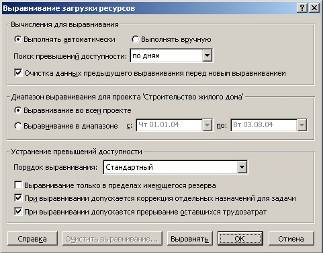 Выравнивание загрузки ресурсов
Вычисления для выравнивания
Выполнять автоматически Выполнять вручную
Поиск превышений доступности: по дням
Очистка данных предыдущего выравнивания перед новым выравниванием
Диапазон выравнивания для проекта 'Строительство жилого дома'
Выравнивание во всем проекте
Выравнивание в диапазоне с: Чт 01.01.04 по: Вт 03.08.04
Устранение превышений доступности
Порядок выравнивания: Стандартный
Выравнивание только в пределах имеющегося резерва
При выравнивании допускается коррекция отдельных назначений для задачи
При выравнивании допускается прерывание оставшихся трудозатрат
Справка Очистить выравнивание... Выровнять ОК Отмена